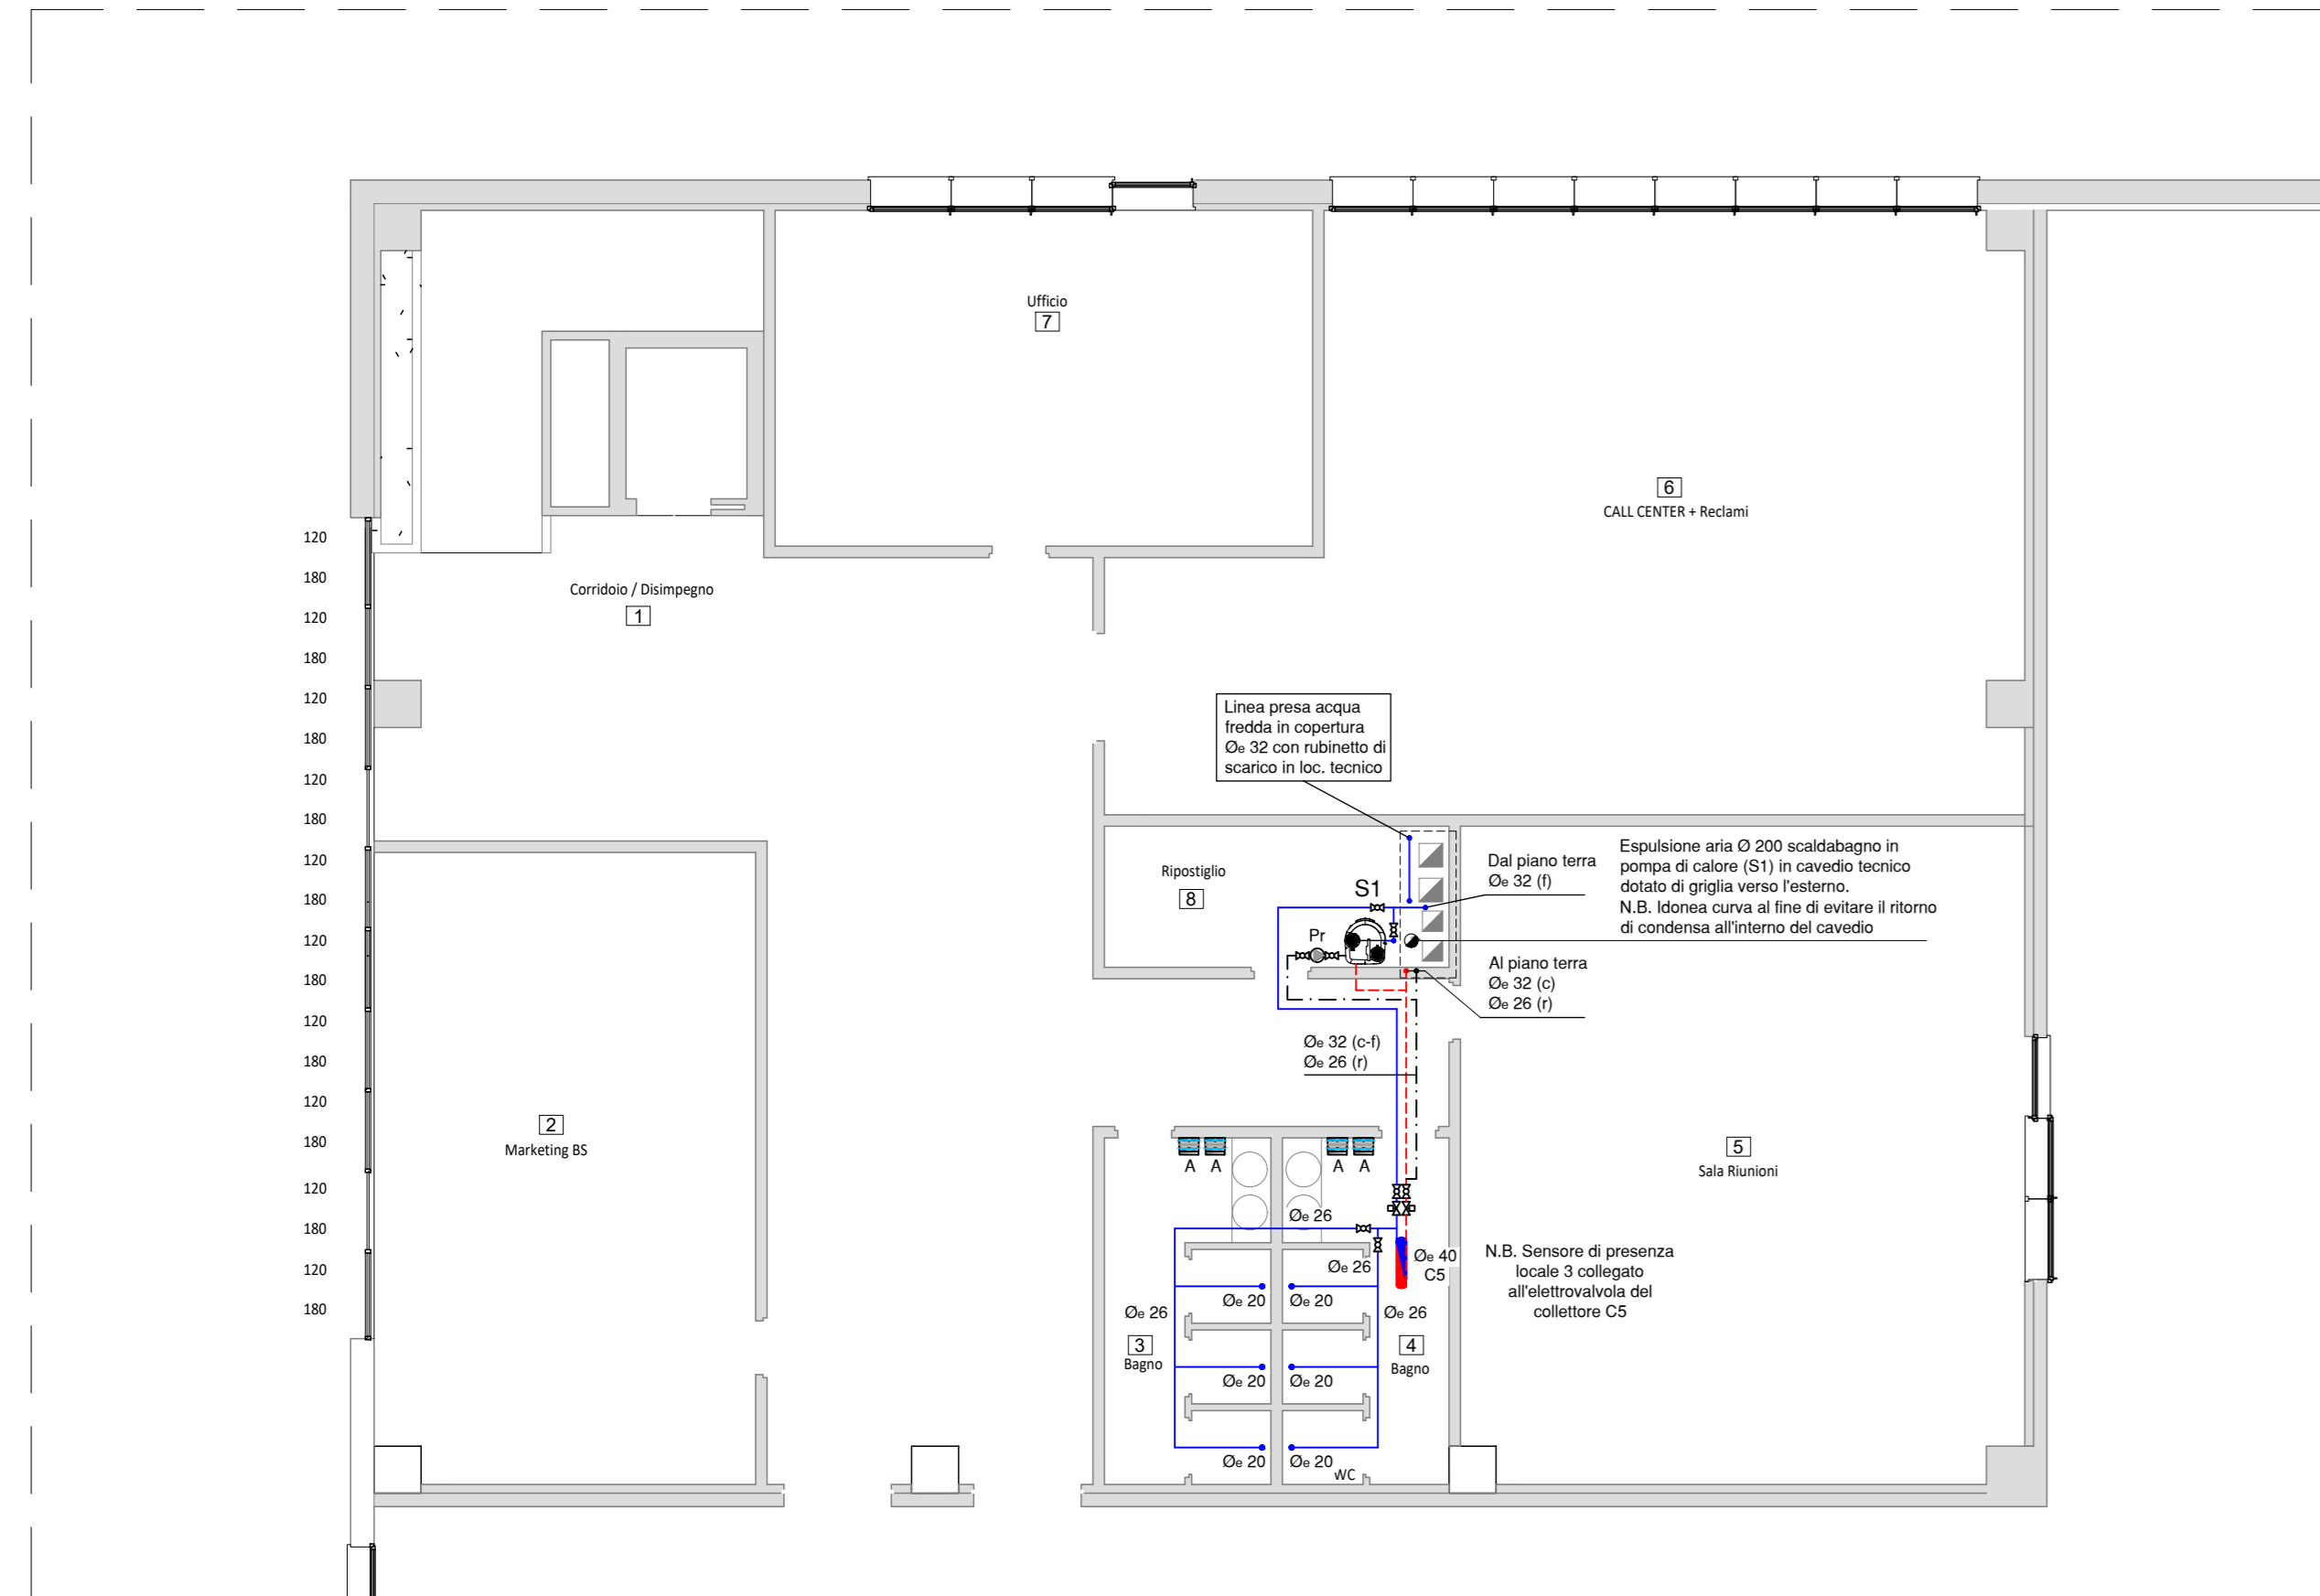 Ufficio
7
6
CALL CENTER + Reclami
120
180
120
180
120
180
120
180
120
180
120
180
120
180
120
180
120
180
120
180
Corridoio / Disimpegno
1
Linea presa acqua
fredda in copertura
Øe 32 con rubinetto di
scarico in loc. tecnico
Ripostiglio
8
S1
Pr
Dal piano terra
Øe 32 (f)
Espulsione aria Ø 200 scaldabagno in
pompa di calore (S1) in cavedio tecnico
dotato di griglia verso l'esterno.
N.B. Idonea curva al fine di evitare il ritorno
di condensa all'interno del cavedio
Al piano terra
Øe 32 (c)
Øe 26 (r)
Øe 32 (c-f)
Øe 26 (r)
2
Marketing BS
5
Sala Riunioni
A A A A
Øe 26
Øe 26
Øe 40
C5
N.B. Sensore di presenza
locale 3 collegato
all'elettrovalvola del
collettore C5
Øe 20 Øe 20
Øe 26
Øe 26
3
Bagno
4
Bagno
Øe 20 Øe 20
Øe 20 Øe 20
WC